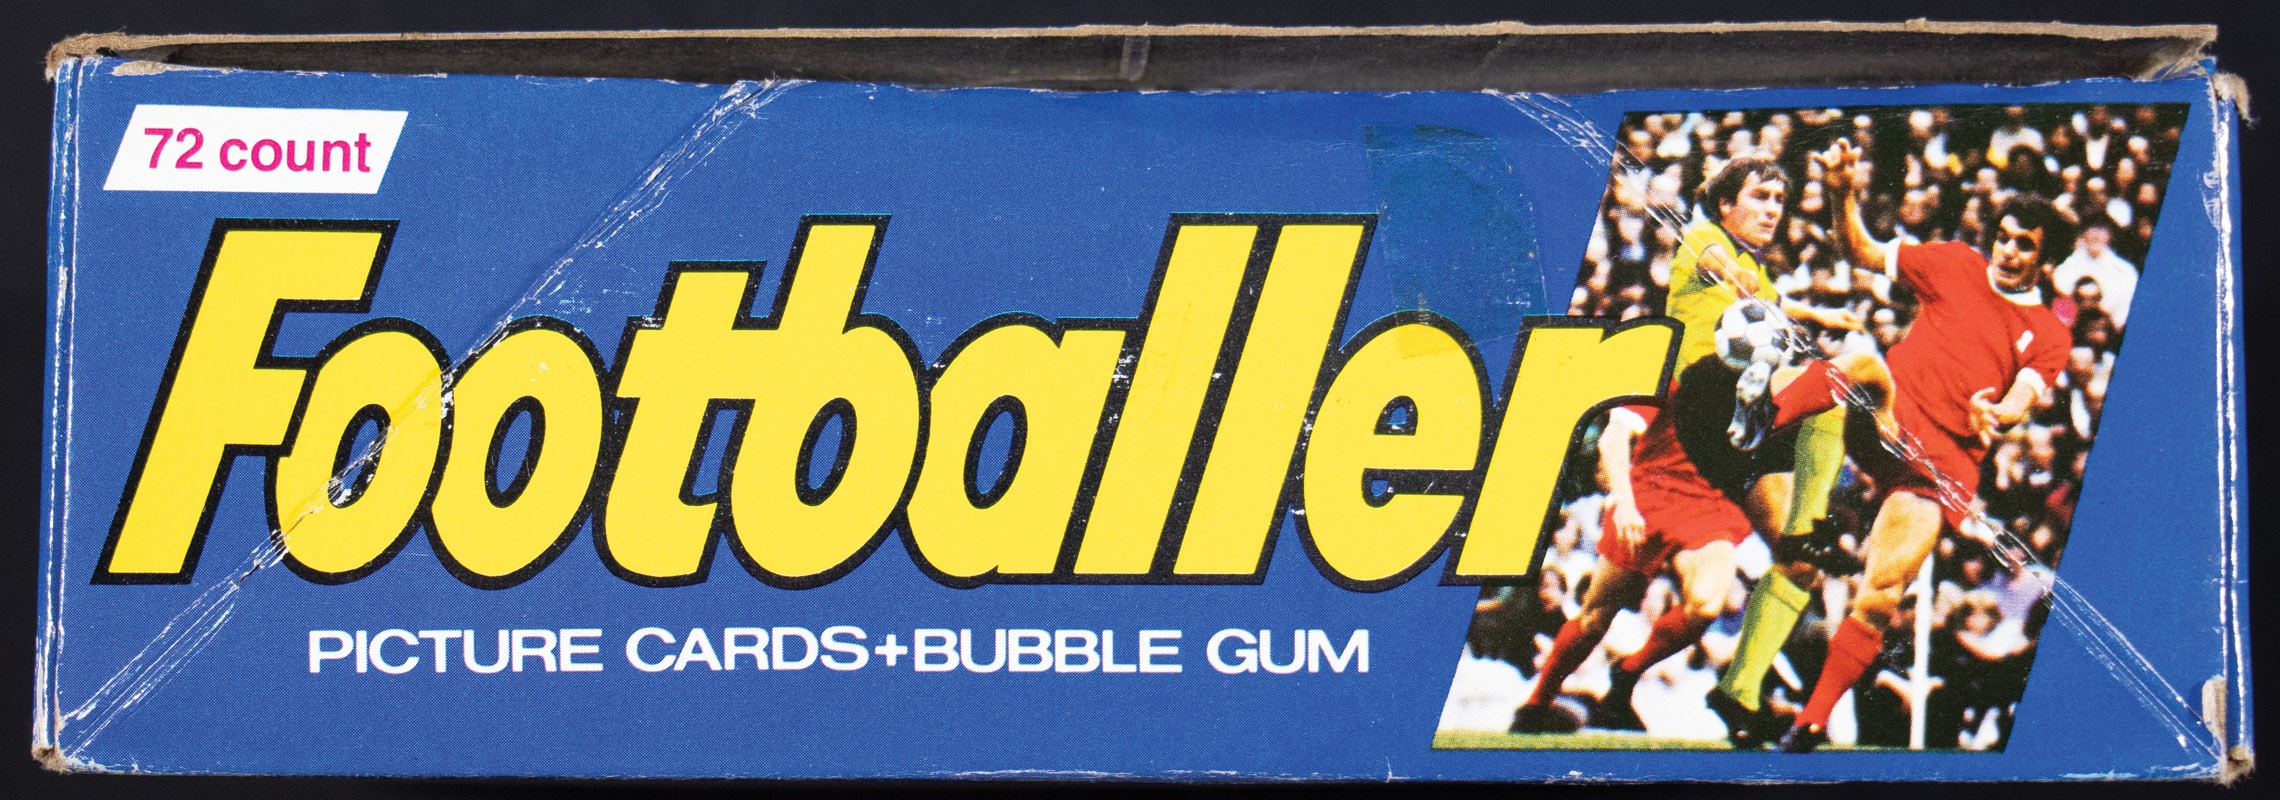 72 count
Footballer
PICTURE CARDS+BUBBLE GUM